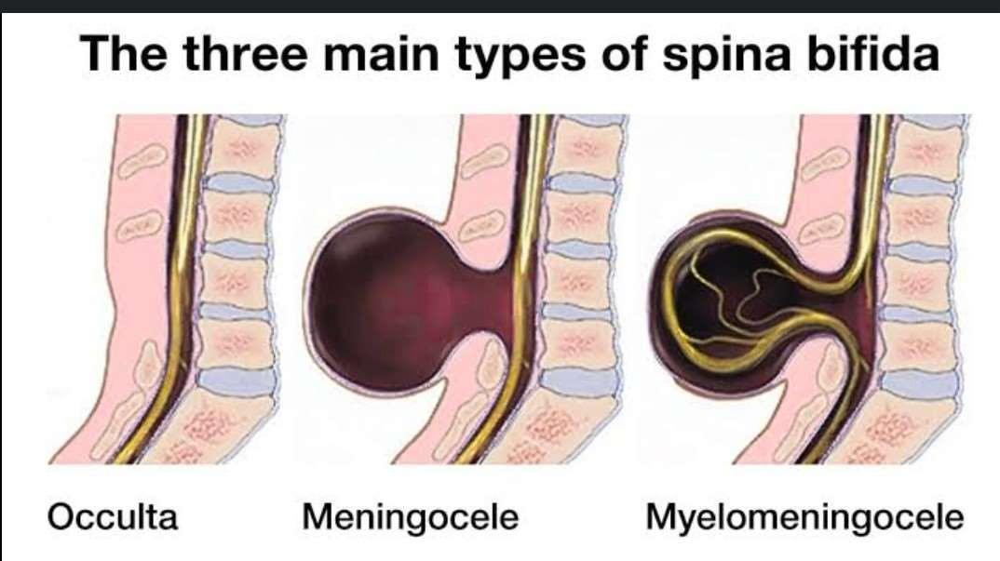 The three main types of spina bifida
Occulta
Meningocele
Myelomeningocele